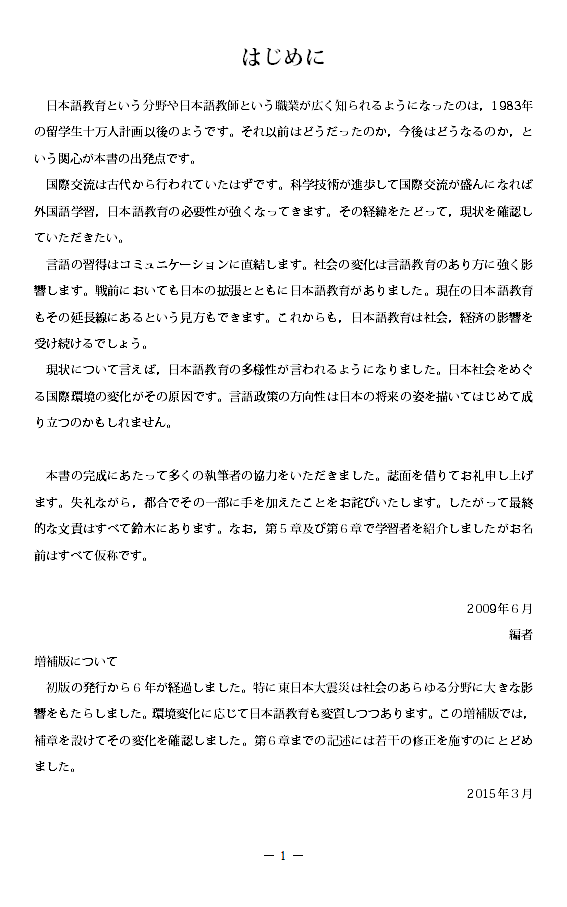 はじめに
日本語教育という分野や日本語教師という職業が広く知られるようになったのは，1983年
の留学生十万人計画以後のようです。それ以前はどうだったのか，今後はどうなるのか，と
いう関心が本書の出発点です。
国際交流は古代から行われていたはずです。科学技術が進歩して国際交流が盛んになれば
外国語学習，日本語教育の必要性が強くなってきます。その経緯をたどって，現状を確認し
ていただきたい。
言語の習得はコミュニケーションに直結します。社会の変化は言語教育のあり方に強く影
響します。戦前においても日本の拡張とともに日本語教育がありました。現在の日本語教育
もその延長線にあるという見方もできます。これからも，日本語教育は社会，経済の影響を
受け続けるでしょう。
現状について言えば，日本語教育の多様性が言われるようになりました。日本社会をめぐ
る国際環境の変化がその原因です。言語政策の方向性は日本の将来の姿を描いてはじめて成
り立つのかもしれません。
本書の完成にあたって多くの執筆者の協力をいただきました。誌面を借りてお礼申し上げ
ます。失礼ながら，都合でその一部に手を加えたことをお詫びいたします。したがって最終
的な文責はすべて鈴木にあります。なお，第５章及び第６章で学習者を紹介しましたがお名
前はすべて仮称です。
2009年６月
編者
増補版について
初版の発行から６年が経過しました。特に東日本大震災は社会のあらゆる分野に大きな影
響をもたらしました。環境変化に応じて日本語教育も変質しつつあります。この増補版では，
補章を設けてその変化を確認しました。第６章までの記述には若干の修正を施すのにとどめ
ました。
2015年３月
― 1 ―